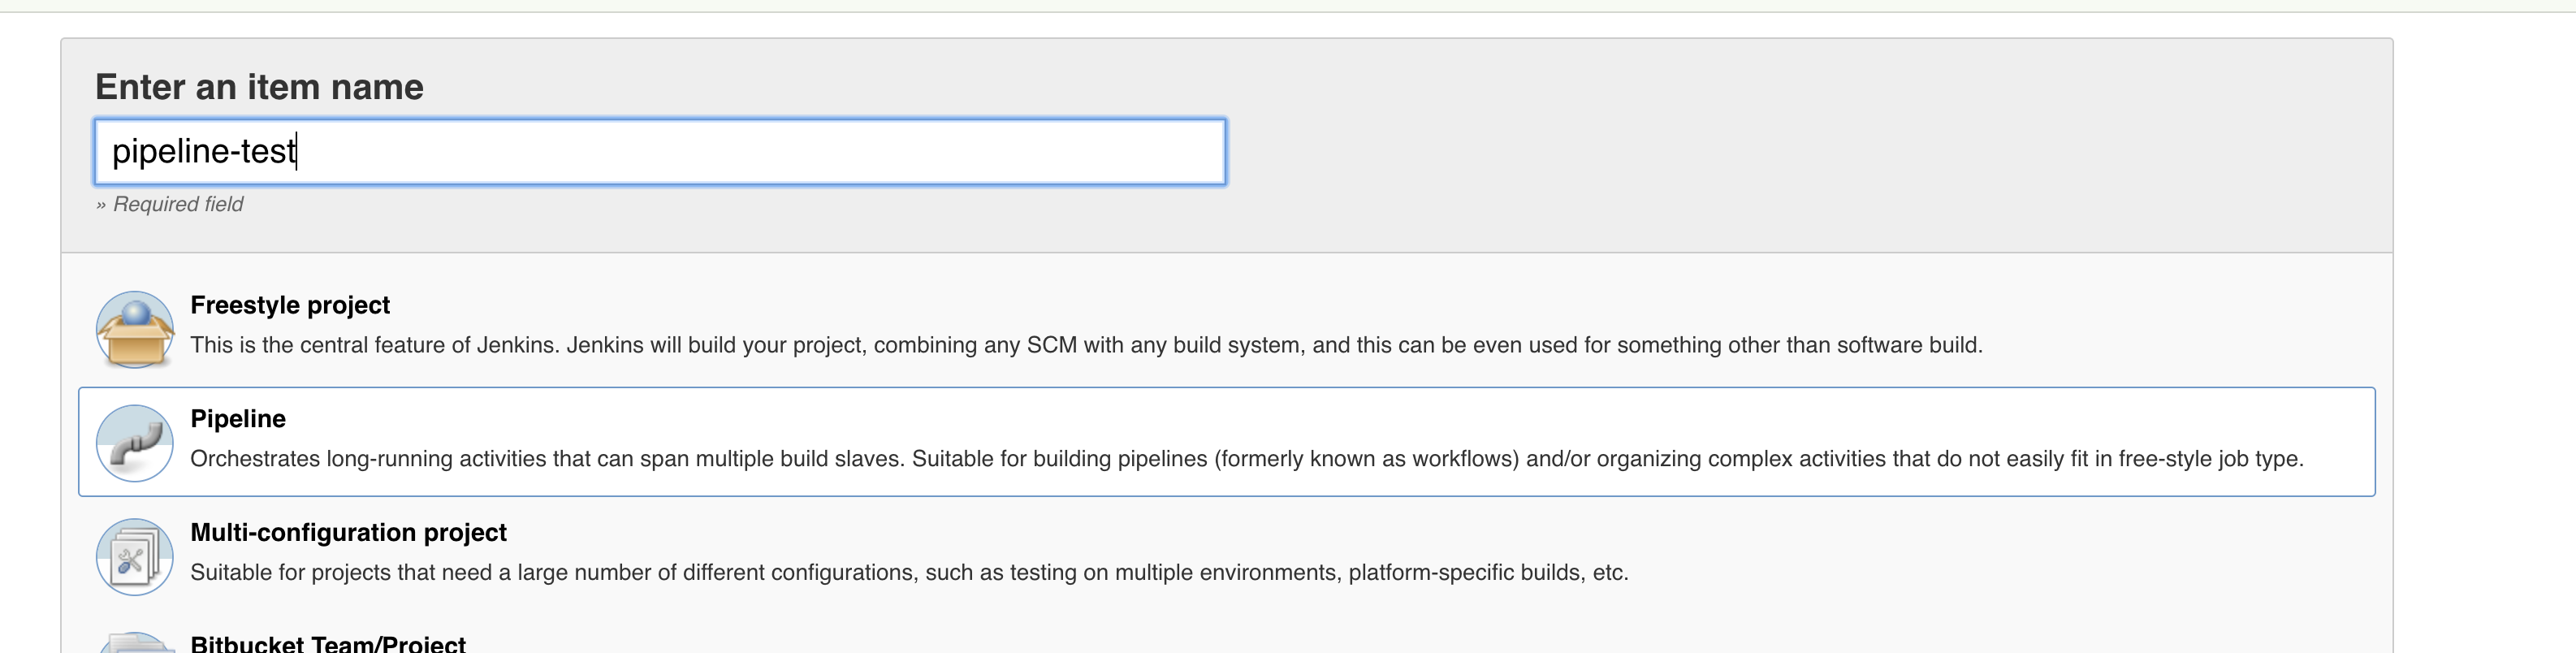 Enter an item name
pipeline-test
» Required field
Freestyle project
This is the central feature of Jenkins. Jenkins will build your project, combining any SCM with any build system, and this can be even used for something other than software build.
Pipeline
Orchestrates long-running activities that can span multiple build slaves. Suitable for building pipelines (formerly known as workflows) and/or organizing complex activities that do not easily fit in free-style job type.
Multi-configuration project
Suitable for projects that need a large number of different configurations, such as testing on multiple environments, platform-specific builds, etc.
Bitbucket Team/Project